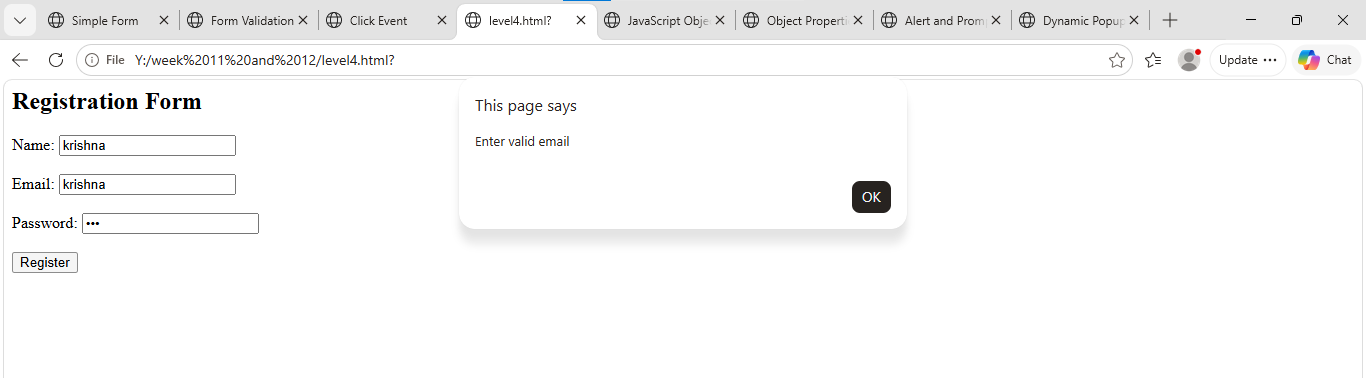 Simple Form
Form Validation
Click Event
level4.html?
JavaScript Obje
Object Properti
Alert and Prom
Dynamic Popup
File Y:/week%2011%20and%2012/level4.html?
Update
Chat
Registration Form
Name: krishna
Email: krishna
Password: •••
Register
This page says
Enter valid email
OK